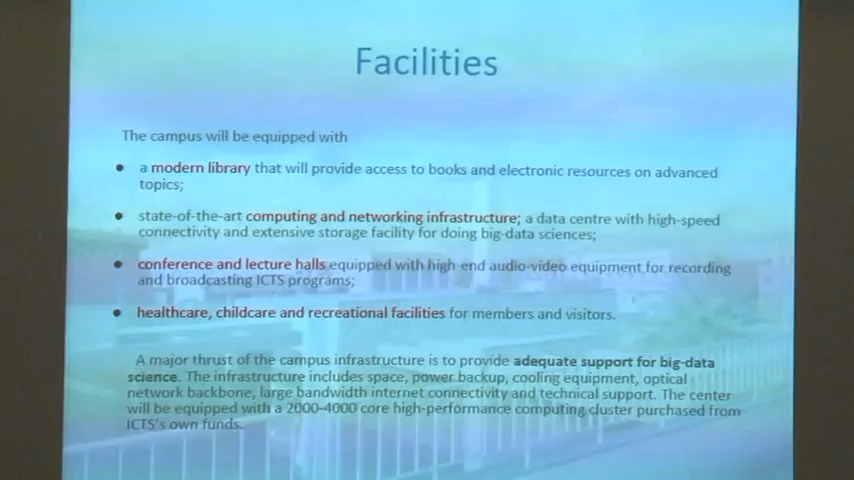 Facilities
The campus will be equipped with
● a modern library that will provide access to books and electronic resources on advanced
topics;
● state-of-the-art computing and networking infrastructure; a data centre with high-speed
connectivity and extensive storage facility for doing big-data sciences;
● conference and lecture halls equipped with high end audio-video equipment for recording
and broadcasting ICTS programs;
● healthcare, childcare and recreational facilities for members and visitors.
A major thrust of the campus infrastructure is to provide adequate support for big-data
science. The infrastructure includes space, power backup, cooling equipment, optical
network backbone, large bandwidth internet connectivity and technical support. The center
will be equipped with a 2000-4000 core high-performance computing cluster purchased from
ICTS's own funds.